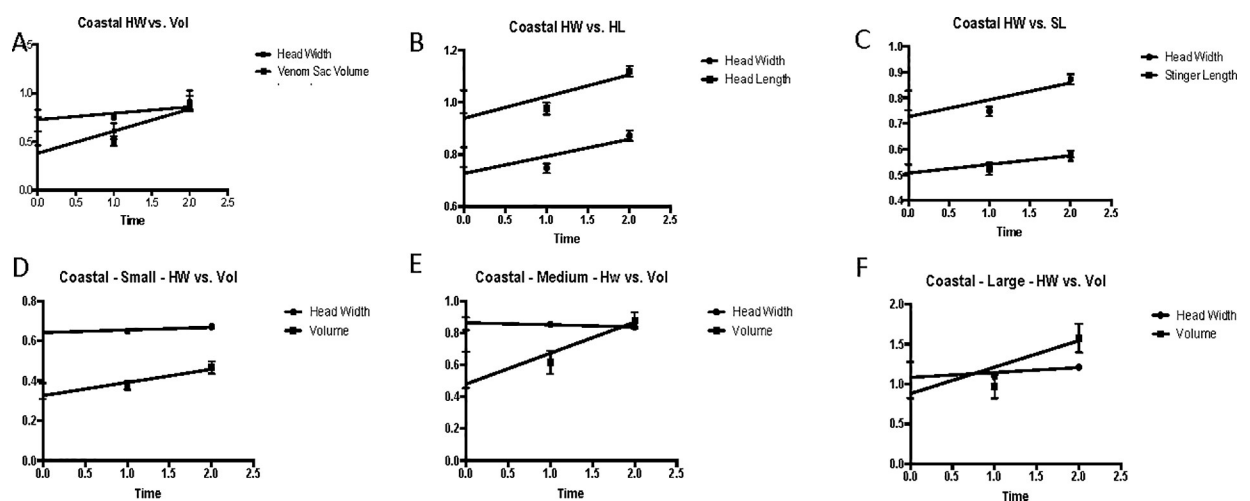 A
Coastal HW vs. Vol
1.5
1.0
0.5
0.0
0.0 0.5 1.0 1.5 2.0 2.5
Time
Head Width
Venom Sac Volume
B
Coastal HW vs. HL
1.2
1.0
0.8
0.6
0.0 0.5 1.0 1.5 2.0 2.5
Time
Head Width
Head Length
C
Coastal HW vs. SL
1.0
0.9
0.8
0.7
0.6
0.5
0.4
0.0 0.5 1.0 1.5 2.0 2.5
Time
Head Width
Stinger Length
D
Coastal - Small - HW vs. Vol
0.8
0.6
0.4
0.2
0.0
0.0 0.5 1.0 1.5 2.0 2.5
Time
Head Width
Volume
E
Coastal - Medium - Hw vs. Vol
1.0
0.8
0.6
0.4
0.2
0.0
0.0 0.5 1.0 1.5 2.0 2.5
Time
Head Width
Volume
F
Coastal - Large - HW vs. Vol
2.0
1.5
1.0
0.5
0.0
0.0 0.5 1.0 1.5 2.0 2.5
Time
Head Width
Volume